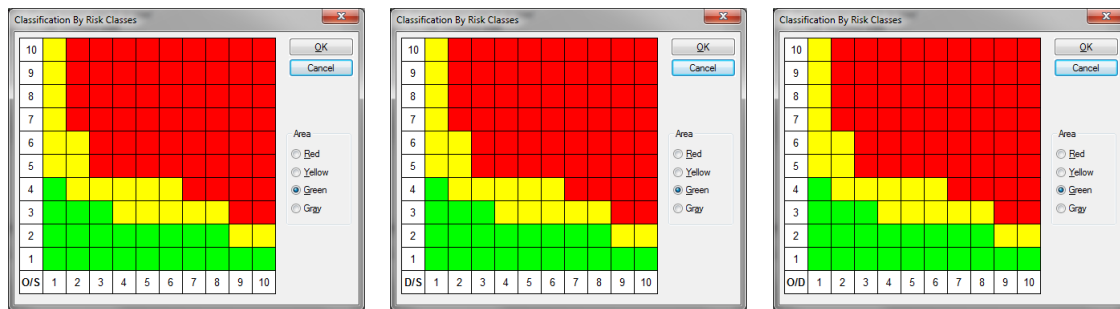 Classification By Risk Classes
10
9
8
7
6
5
4
3
2
1
O/S 1 2 3 4 5 6 7 8 9 10
OK
Cancel
Area
Red
Yellow
Green
Gray
Classification By Risk Classes
10
9
8
7
6
5
4
3
2
1
D/S 1 2 3 4 5 6 7 8 9 10
OK
Cancel
Area
Red
Yellow
Green
Gray
Classification By Risk Classes
10
9
8
7
6
5
4
3
2
1
O/D 1 2 3 4 5 6 7 8 9 10
OK
Cancel
Area
Red
Yellow
Green
Gray